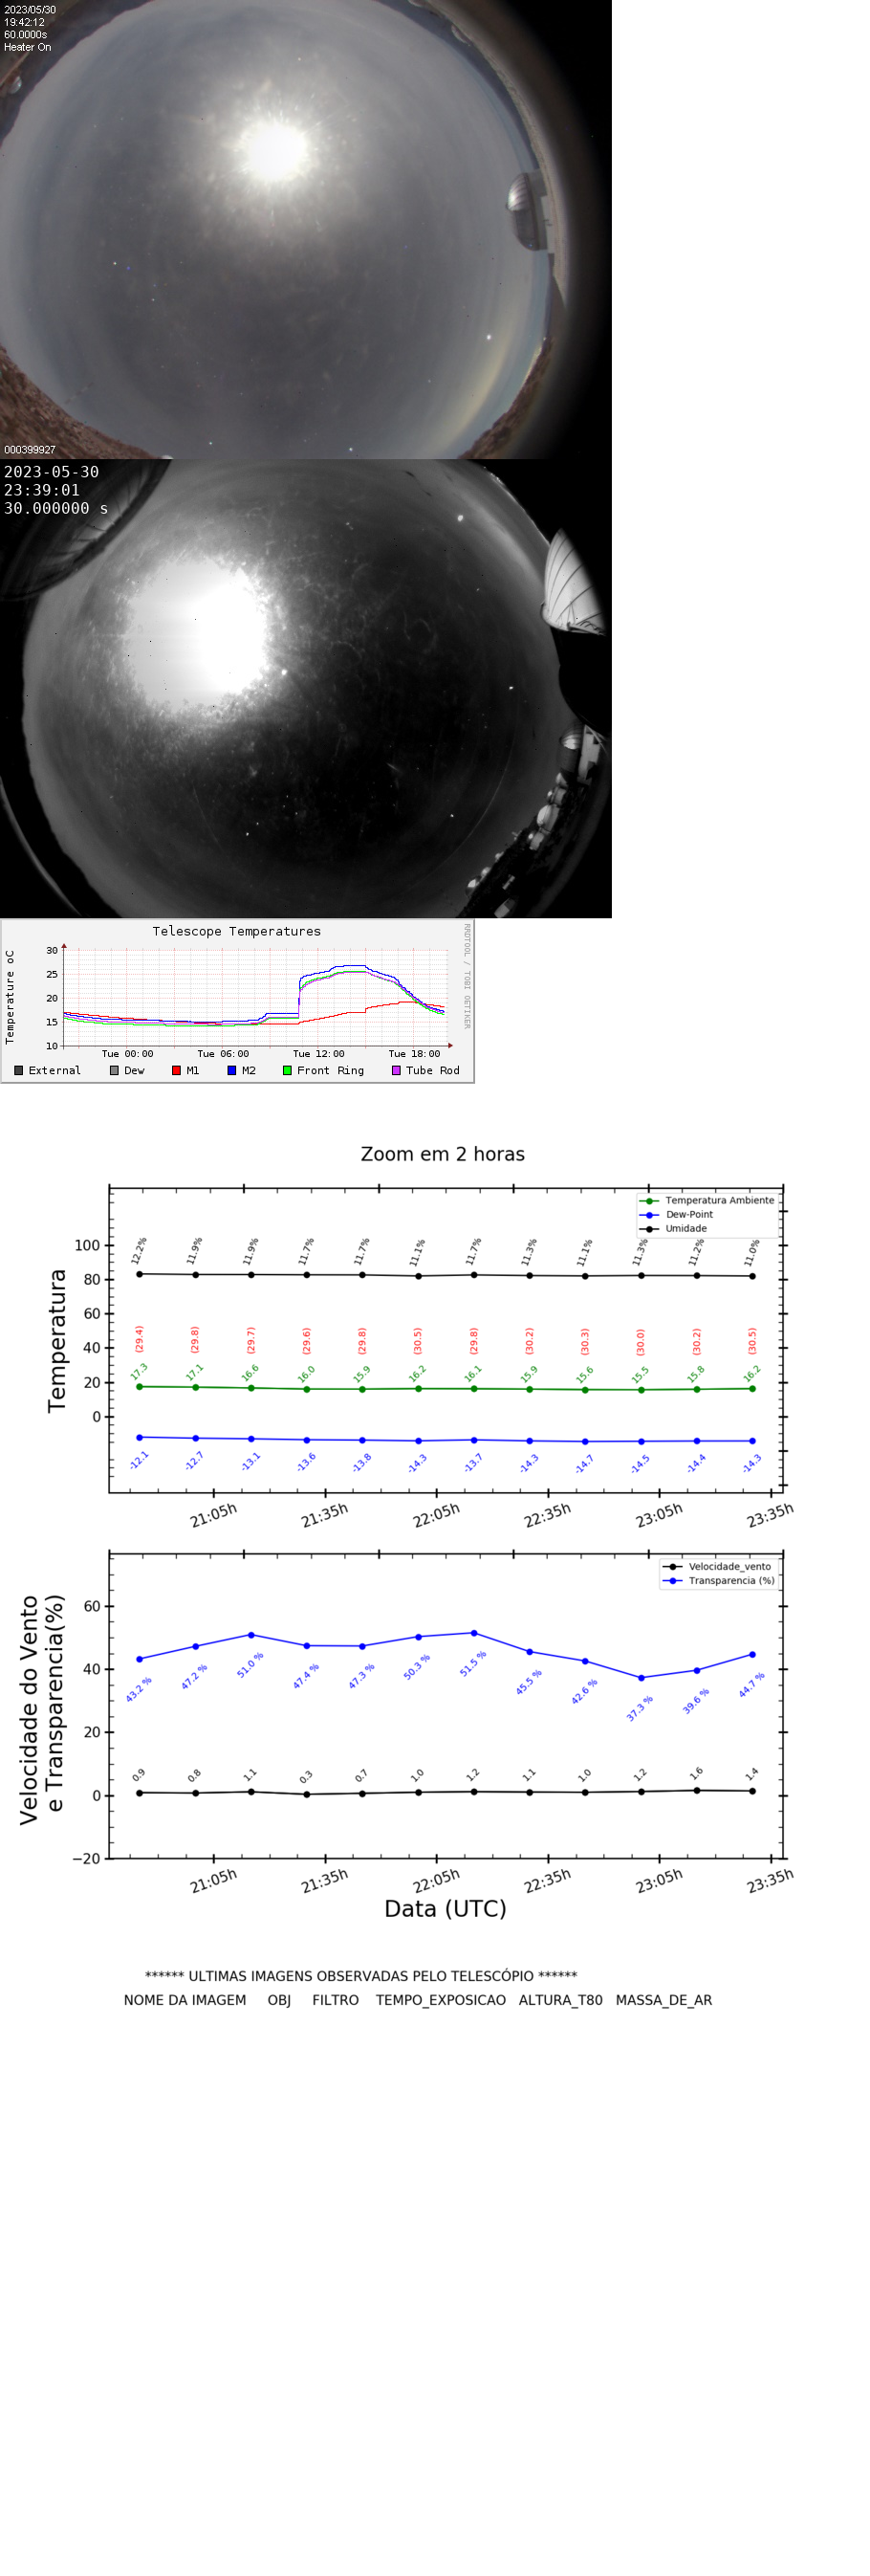 2023/05/30
19:42:12
60.0000s
Heater On
000399927
2023-05-30
23:39:01
30.000000 s
Telescope Temperatures
RRDTOOL / TOBI OETIKER
Temperature oC
30
25
20
15
10
Tue 00:00 Tue 06:00 Tue 12:00 Tue 18:00
External Dew M1 M2 Front Ring Tube Rod
Zoom em 2 horas
Temperatura Ambiente
Dew-Point
Umidade
Temperatura
100
80
60
40
20
0
12.2% 11.9% 11.9% 11.7% 11.7% 11.1% 11.7% 11.3% 11.1% 11.3% 11.2% 11.0%
(29.4) (29.8) (29.7) (29.6) (29.8) (30.5) (29.8) (30.2) (30.3) (30.0) (30.2) (30.5)
17.3 17.1 16.6 16.0 15.9 16.2 16.1 15.9 15.6 15.5 15.8 16.2
-12.1 -12.7 -13.1 -13.6 -13.8 -14.3 -13.7 -14.3 -14.7 -14.5 -14.4 -14.3
21:05h 21:35h 22:05h 22:35h 23:05h 23:35h
Velocidade_vento
Transparencia (%)
Velocidade do Vento
e Transparencia(%)
60
40
20
0
−20
43.2 % 47.2 % 51.0 % 47.4 % 47.3 % 50.3 % 51.5 % 45.5 % 42.6 % 37.3 % 39.6 % 44.7 %
0.9 0.8 1.1 0.3 0.7 1.0 1.2 1.1 1.0 1.2 1.6 1.4
21:05h 21:35h 22:05h 22:35h 23:05h 23:35h
Data (UTC)
****** ULTIMAS IMAGENS OBSERVADAS PELO TELESCÓPIO ******
NOME DA IMAGEM OBJ FILTRO TEMPO_EXPOSICAO ALTURA_T80 MASSA_DE_AR